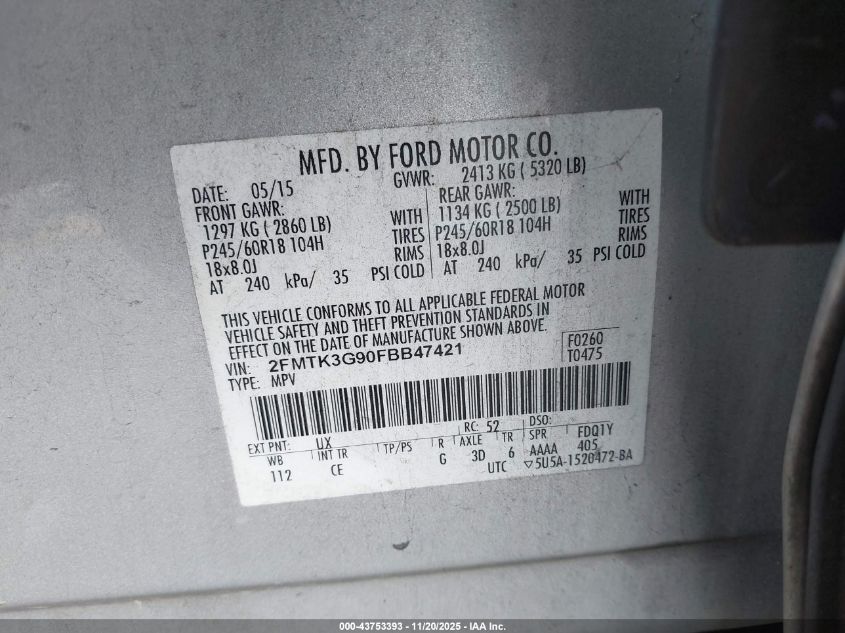 MFD. BY FORD MOTOR CO.
DATE: 05/15 GVWR: 2413 KG ( 5320 LB)
FRONT GAWR: REAR GAWR:
1297 KG ( 2860 LB) WITH 1134 KG ( 2500 LB) WITH
P245/60R18 104H TIRES P245/60R18 104H TIRES
18x8.0J RIMS 18x8.0J RIMS
AT 240 kPa/ 35 PSI COLD AT 240 kPa/ 35 PSI COLD
THIS VEHICLE CONFORMS TO ALL APPLICABLE FEDERAL MOTOR
VEHICLE SAFETY AND THEFT PREVENTION STANDARDS IN
EFFECT ON THE DATE OF MANUFACTURE SHOWN ABOVE.
VIN: 2FMTK3G90FBB47421 F0260
TYPE: MPV T0475
RC: 52 DSO:
EXT PNT: UX FDQ1Y
WB INT TR TP/PS R AXLE TR SPR 405
112 CE G 3D 6 AAAA
UTC ▽5U5A-1520472-BA
000-43753393 - 11/20/2025 - IAA Inc.